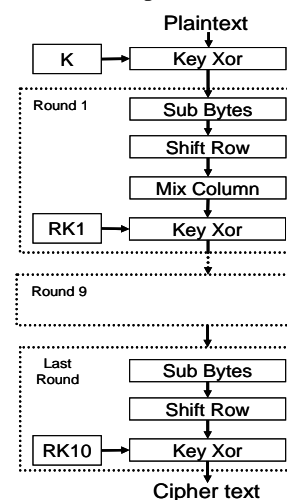 Plaintext
K
Key Xor
Round 1
Sub Bytes
Shift Row
Mix Column
RK1
Key Xor
Round 9
Last
Round
Sub Bytes
Shift Row
RK10
Key Xor
Cipher text